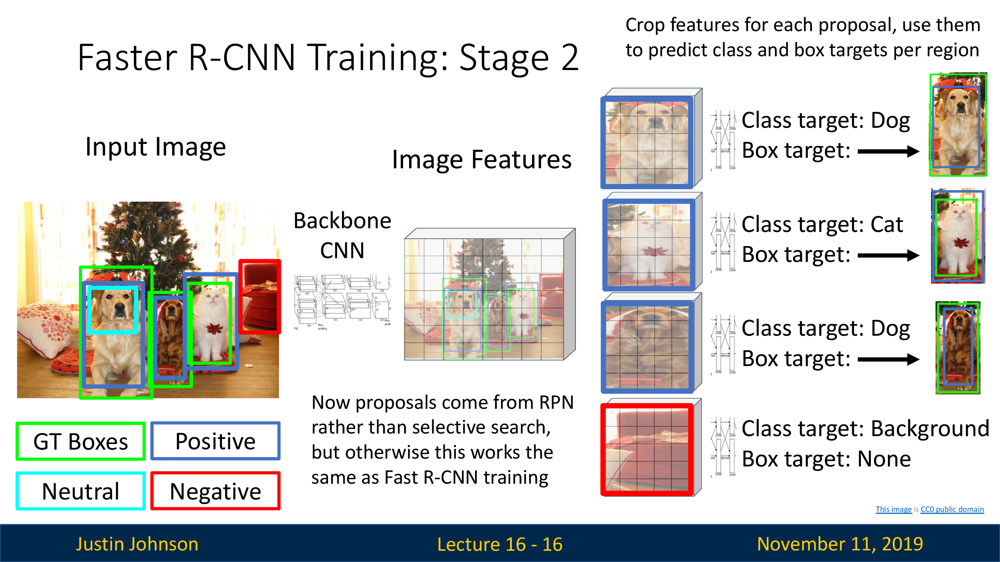 Faster R-CNN Training: Stage 2
Crop features for each proposal, use them
to predict class and box targets per region
Input Image
Backbone
CNN
Image Features
GT Boxes
Positive
Neutral
Negative
Now proposals come from RPN
rather than selective search,
but otherwise this works the
same as Fast R-CNN training
Class target: Dog
Box target:
Class target: Cat
Box target:
Class target: Dog
Box target:
Class target: Background
Box target: None
This image is CC0 public domain
Justin Johnson
Lecture 16 - 16
November 11, 2019